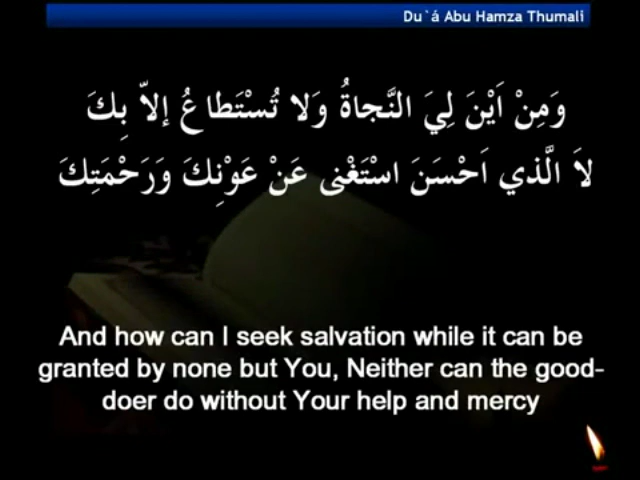 Du`á Abu Hamza Thumali
وَمِنْ اَيْنَ لِيَ النَّجاةُ وَلا تُسْتَطاعُ إلاّ بِكَ
لاَ الَّذي اَحْسَنَ اسْتَغْنى عَنْ عَوْنِكَ وَرَحْمَتِكَ
And how can I seek salvation while it can be
granted by none but You, Neither can the good-
doer do without Your help and mercy